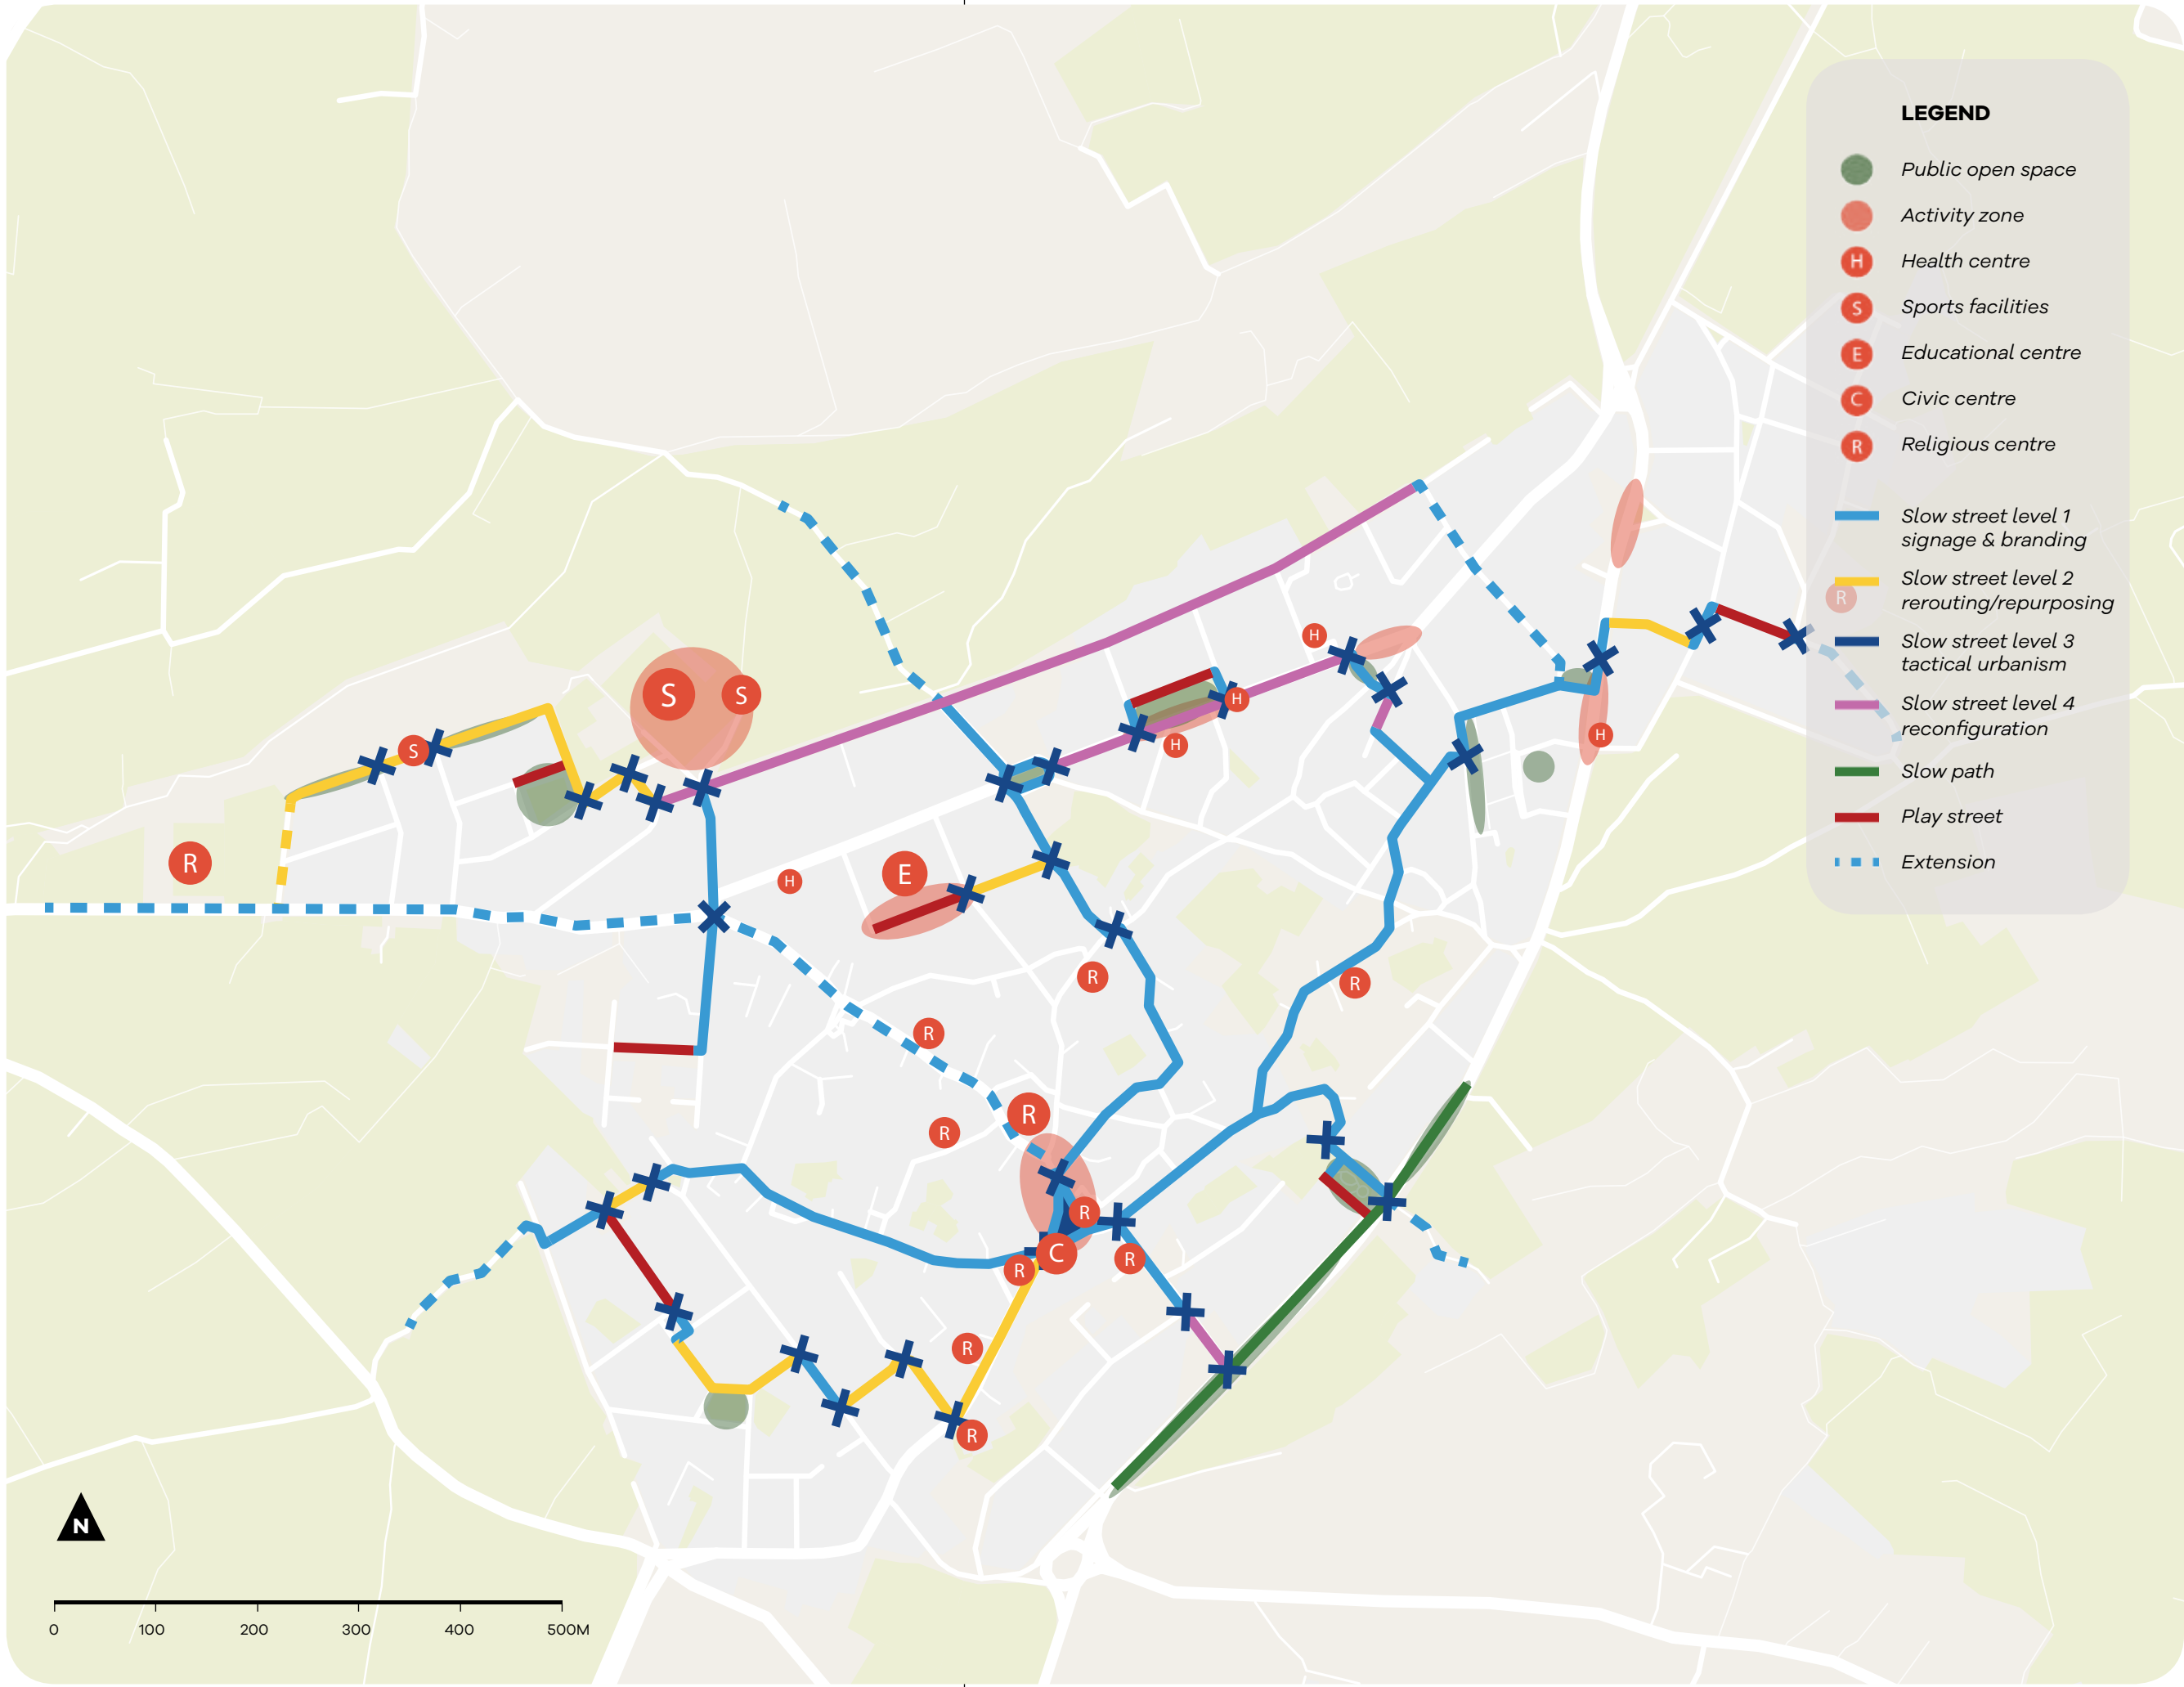 LEGEND
Public open space
Activity zone
H Health centre
S Sports facilities
E Educational centre
C Civic centre
R Religious centre
Slow street level 1
signage & branding
Slow street level 2
rerouting/repurposing
Slow street level 3
tactical urbanism
Slow street level 4
reconfiguration
Slow path
Play street
Extension
R
H
S
S
H
S
H
H
R
E
H
R
R
R
R
R
R
C
R
R
R
R
N
0 100 200 300 400 500M